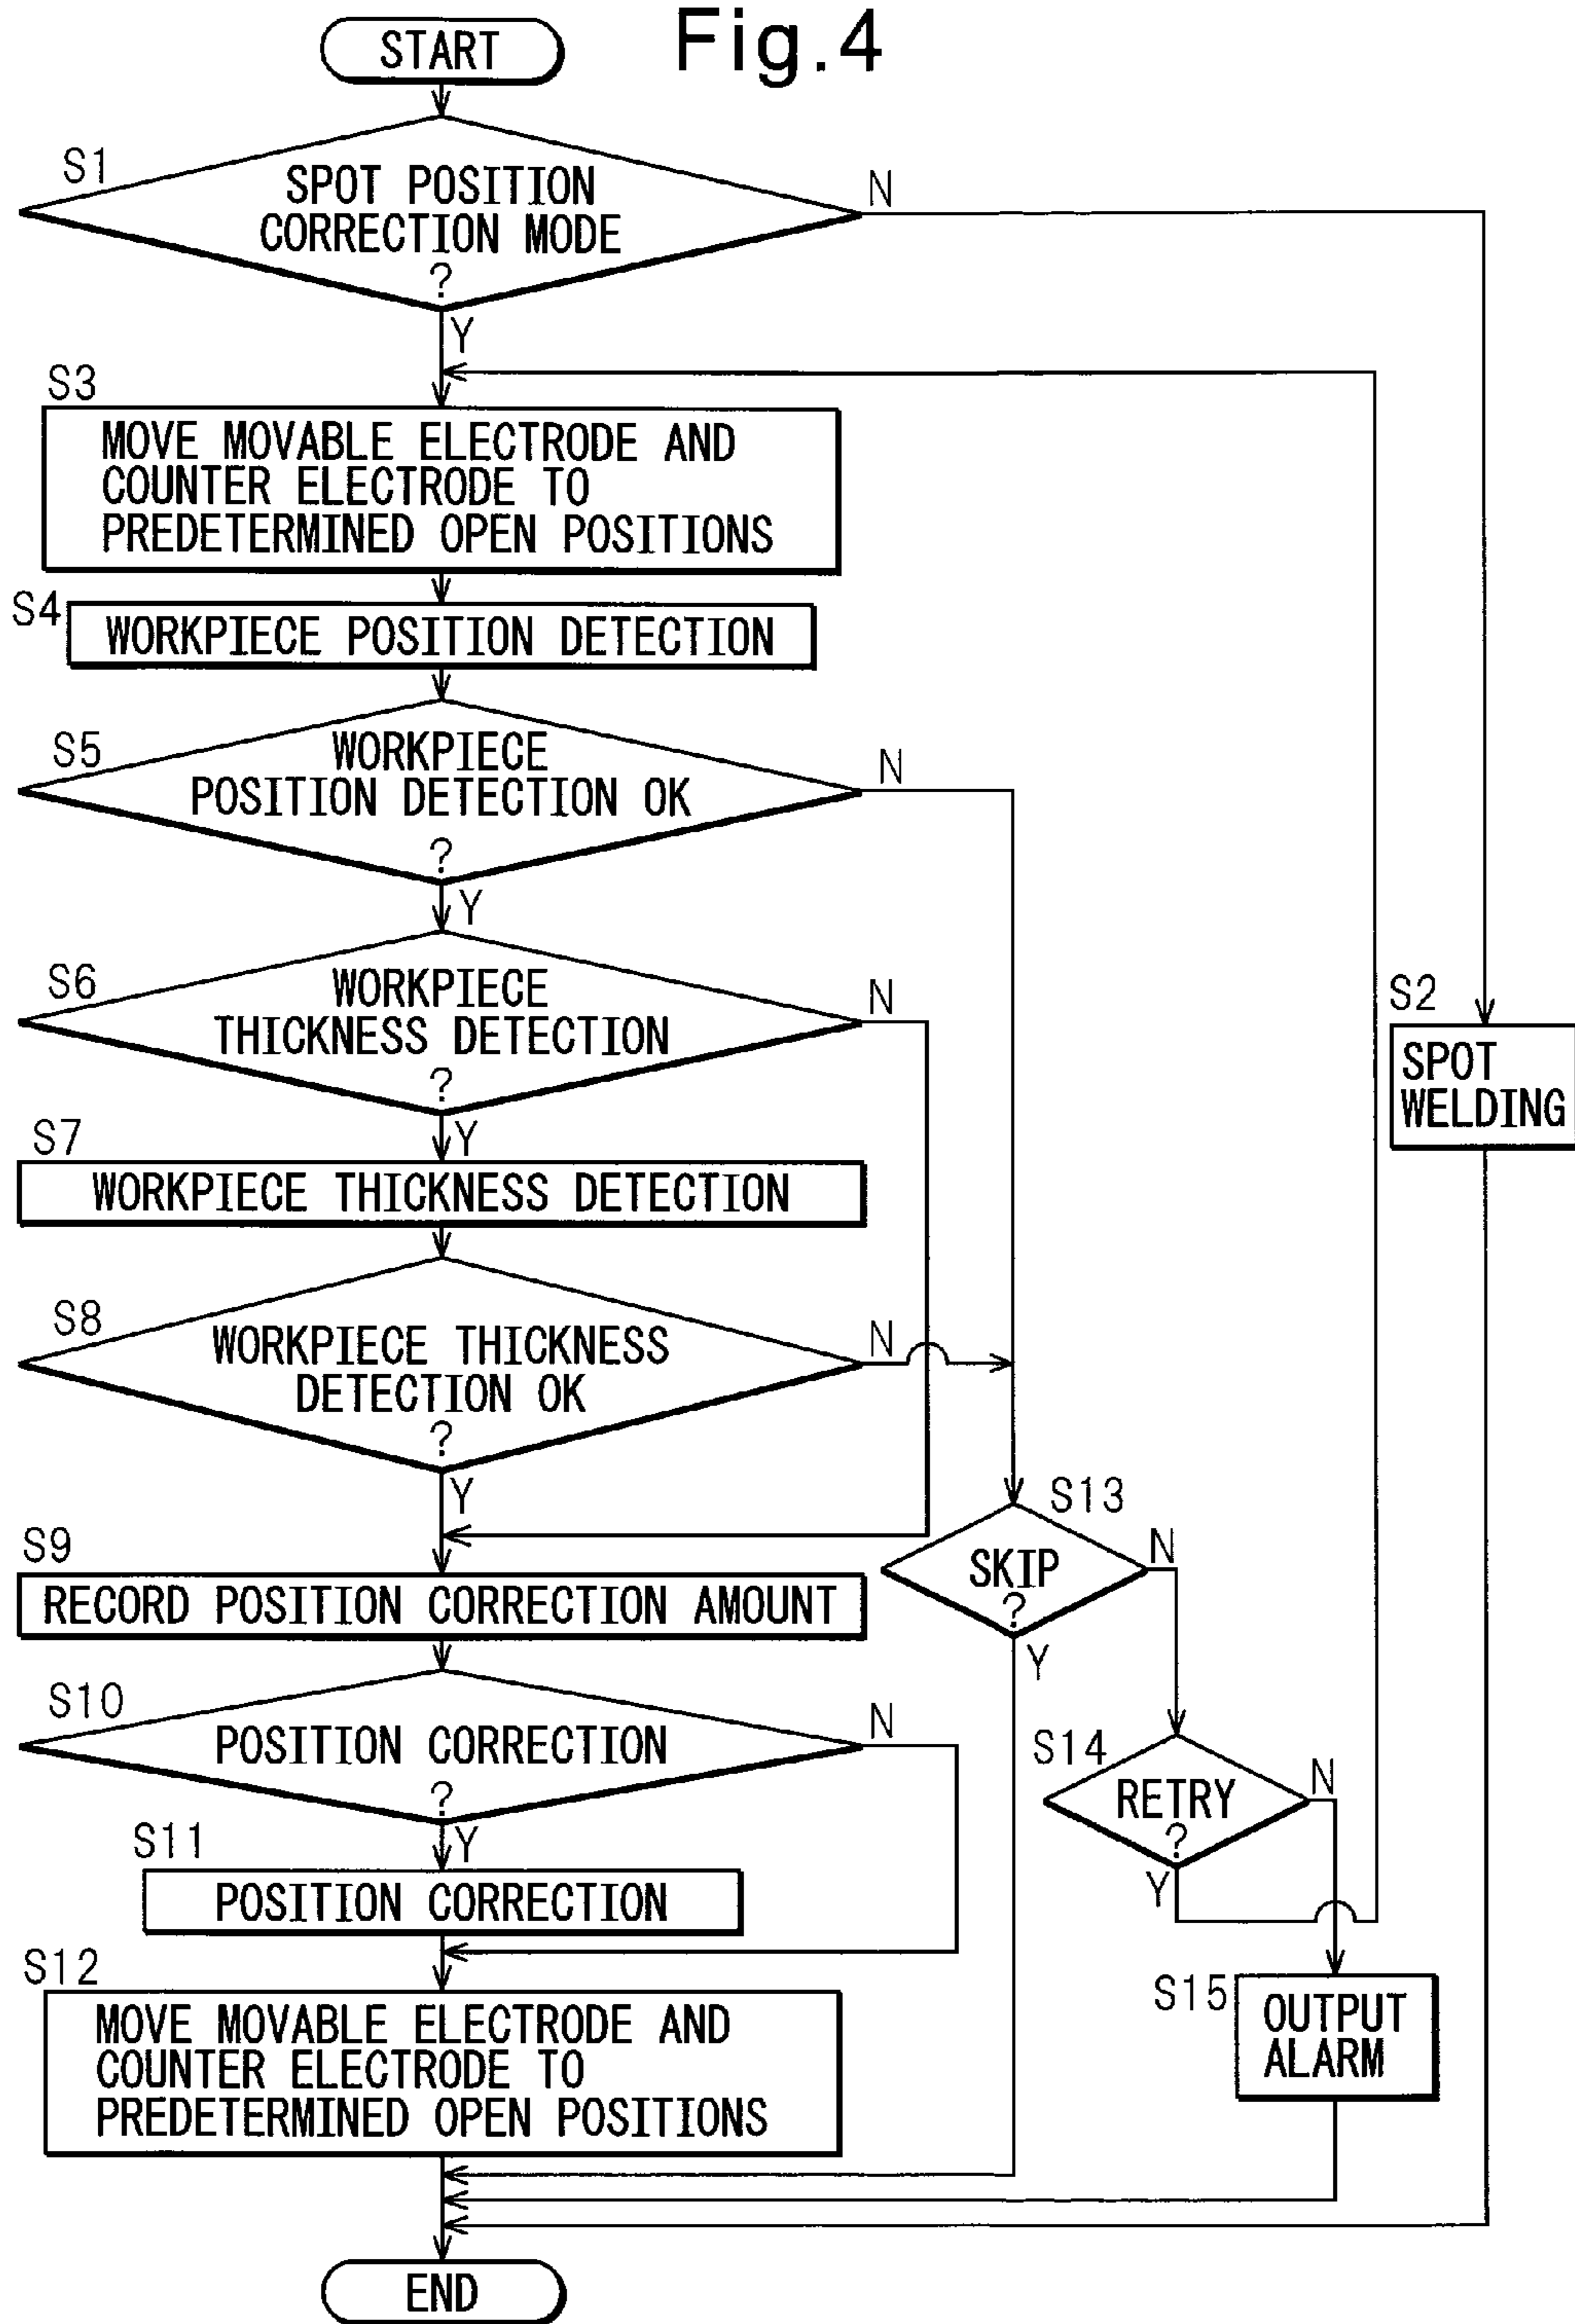 Fig.4
START
S1
SPOT POSITION
CORRECTION MODE
?
N
Y
S3
MOVE MOVABLE ELECTRODE AND
COUNTER ELECTRODE TO
PREDETERMINED OPEN POSITIONS
S4
WORKPIECE POSITION DETECTION
S5
WORKPIECE
POSITION DETECTION OK
?
N
Y
S6
WORKPIECE
THICKNESS DETECTION
?
N
Y
S2
SPOT
WELDING
S7
WORKPIECE THICKNESS DETECTION
S8
WORKPIECE THICKNESS
DETECTION OK
?
N
Y
S13
SKIP
?
N
Y
S9
RECORD POSITION CORRECTION AMOUNT
S10
POSITION CORRECTION
?
N
Y
S14
RETRY
?
N
Y
S11
POSITION CORRECTION
S12
MOVE MOVABLE ELECTRODE AND
COUNTER ELECTRODE TO
PREDETERMINED OPEN POSITIONS
S15
OUTPUT
ALARM
END